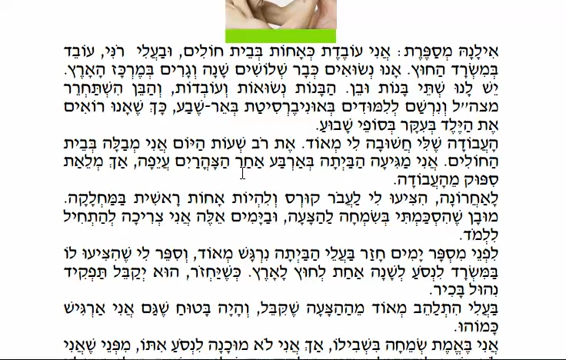 אִילָנָה מְסַפֶּרֶת: אֲנִי עוֹבֶדֶת כְּאָחוֹת בְּבֵית חוֹלִים, וּבַעֲלִי רֹנִי, עוֹבֵד
בְּמִשְׂרַד הַחוּץ. אָנוּ נְשׂוּאִים כְּבָר שְׁלוֹשִׁים שָׁנָה וְגָרִים בְּמֶרְכַּז הָאָרֶץ.
יֵשׁ לָנוּ שְׁתֵּי בָּנוֹת וּבֵן. הַבָּנוֹת נְשׂוּאוֹת וְעוֹבְדוֹת, וְהַבֵּן הִשְׁתַּחְרֵר
מצה"ל וְנִרְשַׁם לְלִמּוּדִים בְּאוּנִיבֶרְסִיטַת בְּאֵר-שֶׁבַע, כָּךְ שֶׁאָנוּ רוֹאִים
אֶת הַיֶּלֶד בְּעִקָּר בְּסוֹפֵי שָׁבוּעַ.
הָעֲבוֹדָה שֶׁלִּי חֲשׁוּבָה לִי מְאוֹד. אֶת רֹב שְׁעוֹת הַיּוֹם אֲנִי מְבַלָּה בְּבֵית
הַחוֹלִים. אֲנִי מַגִּיעָה הַבַּיְתָה בְּאַרְבַּע אַחַר הַצָּהֳרַיִם עֲיֵפָה, אַךְ מְלֵאַת
סִפּוּק מֵהָעֲבוֹדָה.
לָאַחֲרוֹנָה, הִצִּיעוּ לִי לַעֲבֹר קוּרְס וְלִהְיוֹת אָחוֹת רָאשִׁית בַּמַּחְלָקָה.
מוּבָן שֶׁהִסְכַּמְתִּי בְּשִׂמְחָה לַהַצָּעָה, וּבַיָּמִים אֵלֶּה אֲנִי צְרִיכָה לְהַתְחִיל
לִלְמֹד.
לִפְנֵי מִסְפַּר יָמִים חָזַר בַּעֲלִי הַבַּיְתָה נִרְגָּשׁ מְאוֹד, וְסִפֵּר לִי שֶׁהִצִּיעוּ לוֹ
בַּמִּשְׂרָד לִנְסֹעַ לְשָׁנָה אַחַת לְחוּץ לָאָרֶץ. כְּשֶׁיַּחְזֹר, הוּא יְקַבֵּל תַּפְקִיד
נִהוּל בָּכִיר.
בַּעֲלִי הִתְלַהֵב מְאוֹד מֵהַהַצָּעָה שֶׁקִּבֵּל, וְהָיָה בָּטוּחַ שֶׁגַּם אֲנִי אַרְגִּישׁ
כָּמוֹהוּ.
אֲנִי בֶּאֱמֶת שְׂמֵחָה בִּשְׁבִילוֹ, אַךְ אֲנִי לֹא מוּכָנָה לִנְסֹעַ אִתּוֹ, מִפְּנֵי שֶׁאֲנִי